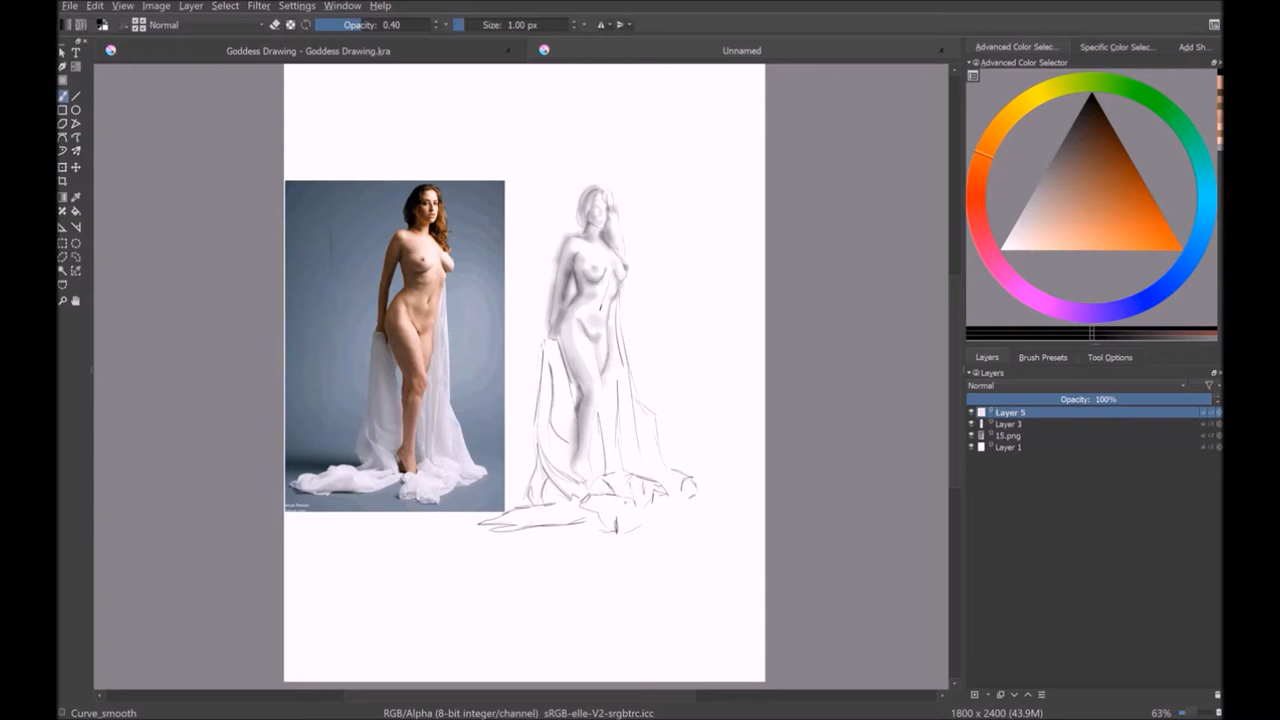 File Edit View Image Layer Select Filter Settings Window Help
Normal Opacity: 0.40 Size: 1.00 px
Goddess Drawing - Goddess Drawing.kra Unnamed
Advanced Color Selec... Specific Color Selec... Add Sh...
Advanced Color Selector
Layers Brush Presets Tool Options
Layers
Normal
Opacity: 100%
Layer 5
Layer 3
15.png
Layer 1
Curve_smooth RGB/Alpha (8-bit integer/channel) sRGB-elle-V2-srgbtrc.icc 1800 x 2400 (43.9M) 63%